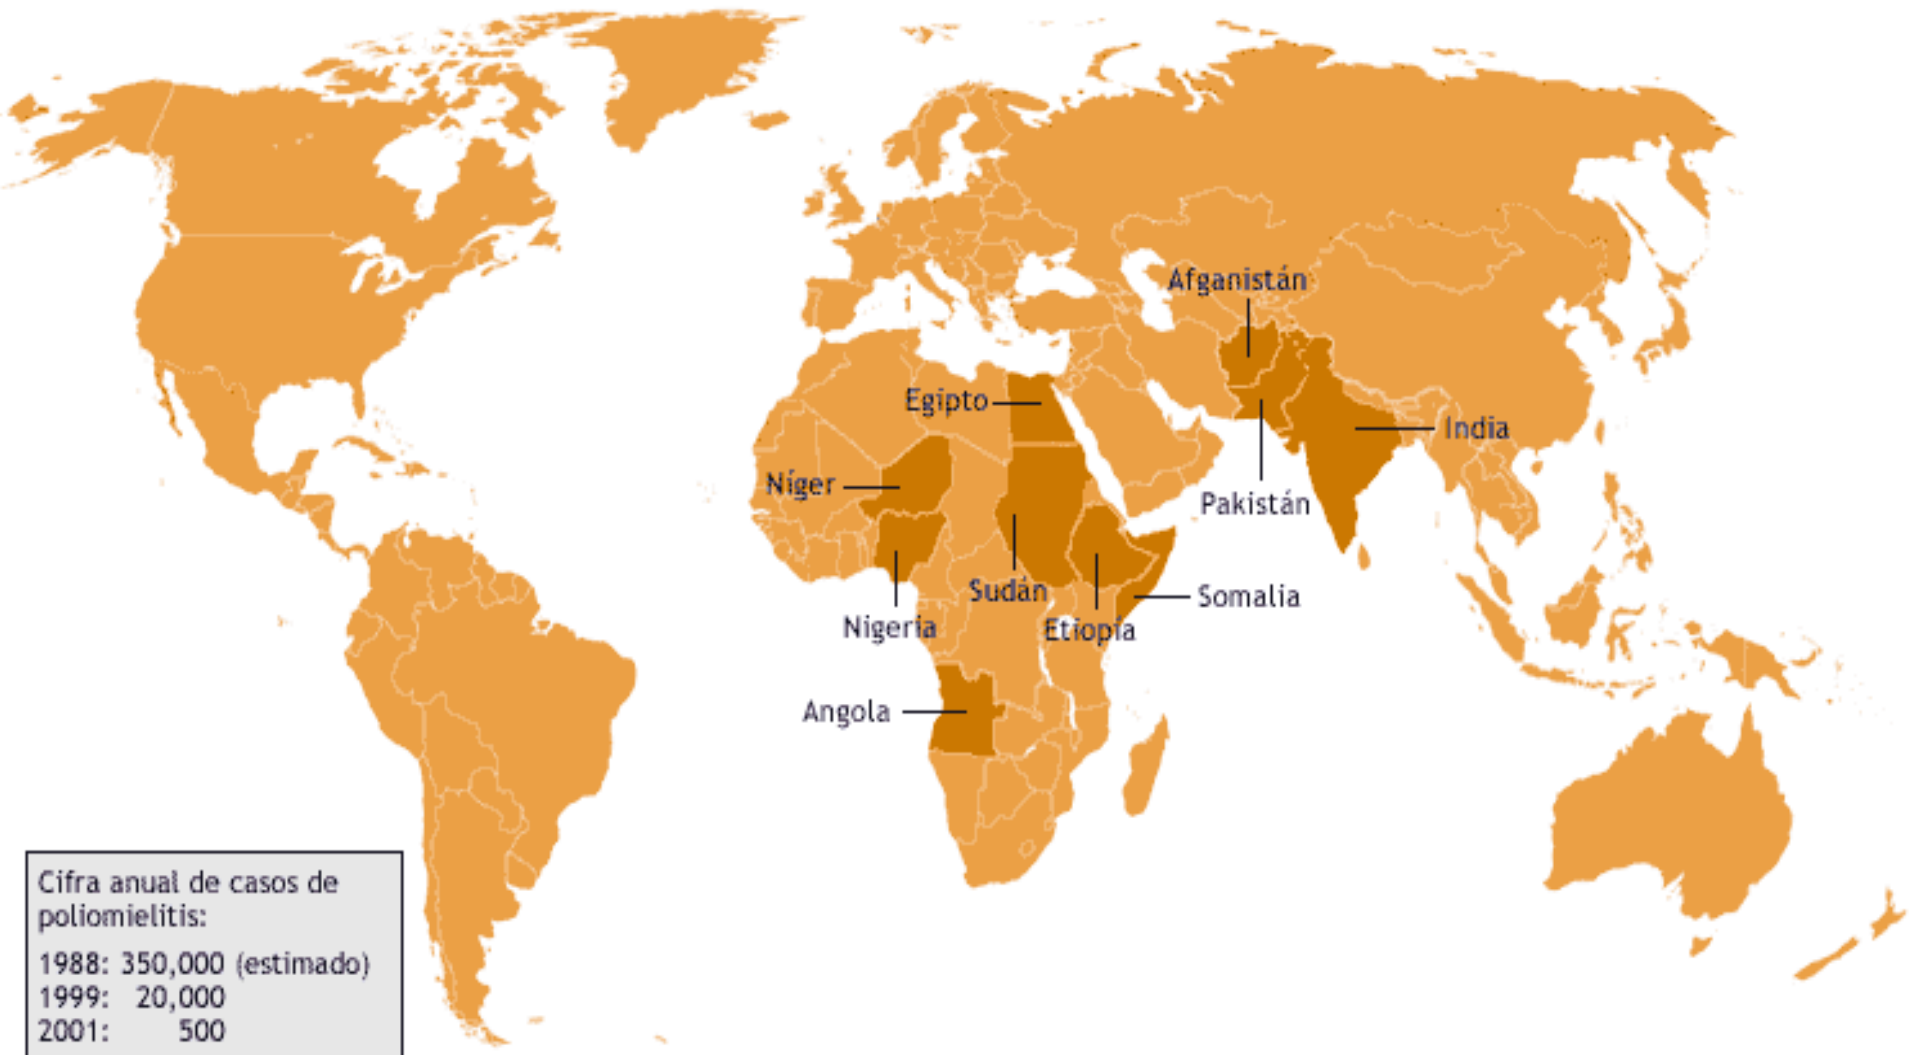 Afganistán
Egipto
India
Níger
Pakistán
Sudán
Somalia
Nigeria
Etiopía
Angola
Cifra anual de casos de
poliomielitis:
1988: 350,000 (estimado)
1999: 20,000
2001: 500